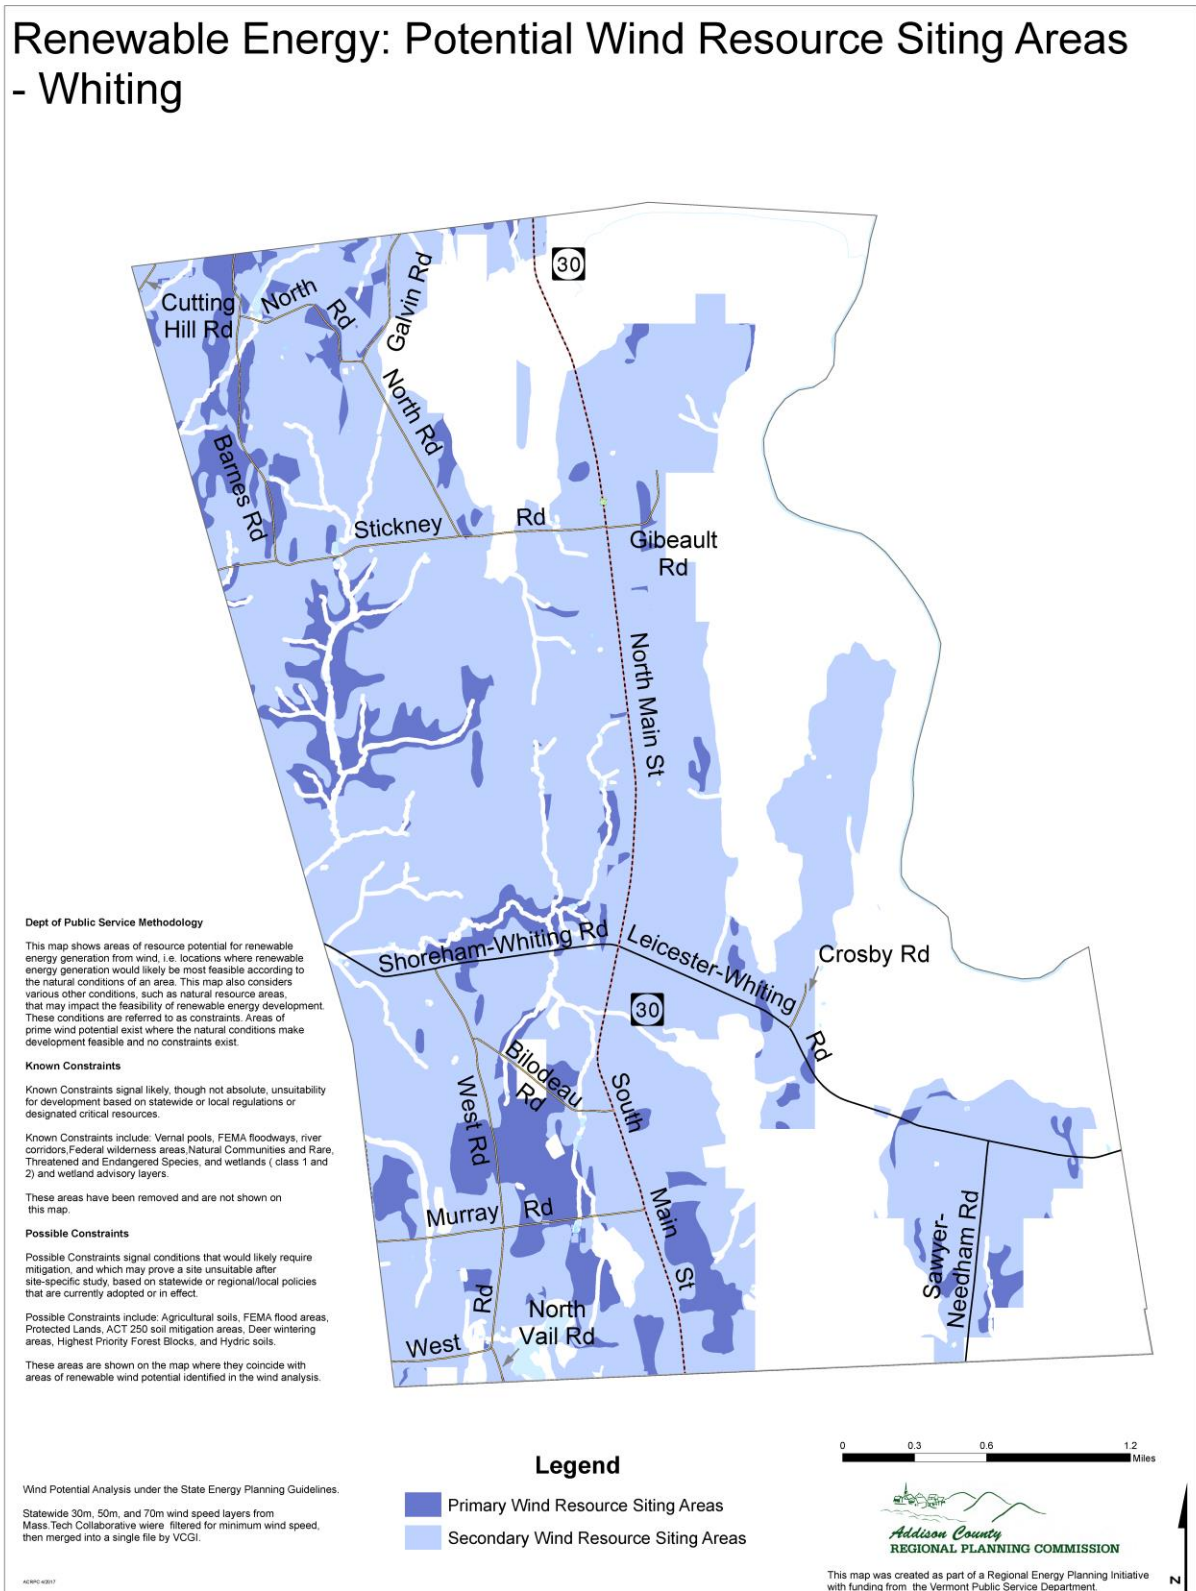 Renewable Energy: Potential Wind Resource Siting Areas
- Whiting
30
Cutting
Hill Rd
North
Rd
Galvin Rd
North Rd
Barnes Rd
Stickney
Rd
Gibeault
Rd
North Main St
Shoreham-Whiting Rd
Leicester-Whiting
Rd
Crosby Rd
30
Bilodeau
Rd
South
Main
St
West Rd
Murray
Rd
Rd
West
North
Vail Rd
Sawyer-
Needham Rd
Dept of Public Service Methodology
This map shows areas of resource potential for renewable
energy generation from wind, i.e. locations where renewable
energy generation would likely be most feasible according to
the natural conditions of an area. This map also considers
various other conditions, such as natural resource areas,
that may impact the feasibility of renewable energy development.
These conditions are referred to as constraints. Areas of
prime wind potential exist where the natural conditions make
development feasible and no constraints exist.
Known Constraints
Known Constraints signal likely, though not absolute, unsuitability
for development based on statewide or local regulations or
designated critical resources.
Known Constraints include: Vernal pools, FEMA floodways, river
corridors,Federal wilderness areas,Natural Communities and Rare,
Threatened and Endangered Species, and wetlands ( class 1 and
2) and wetland advisory layers.
These areas have been removed and are not shown on
this map.
Possible Constraints
Possible Constraints signal conditions that would likely require
mitigation, and which may prove a site unsuitable after
site-specific study, based on statewide or regional/local policies
that are currently adopted or in effect.
Possible Constraints include: Agricultural soils, FEMA flood areas,
Protected Lands, ACT 250 soil mitigation areas, Deer wintering
areas, Highest Priority Forest Blocks, and Hydric soils.
These areas are shown on the map where they coincide with
areas of renewable wind potential identified in the wind analysis.
Wind Potential Analysis under the State Energy Planning Guidelines.
Statewide 30m, 50m, and 70m wind speed layers from
Mass.Tech Collaborative wiere filtered for minimum wind speed,
then merged into a single file by VCGI.
ACRPC 4/2017
Legend
Primary Wind Resource Siting Areas
Secondary Wind Resource Siting Areas
0 0.3 0.6 1.2
Miles
Addison County
REGIONAL PLANNING COMMISSION
This map was created as part of a Regional Energy Planning Initiative
with funding from the Vermont Public Service Department.
N